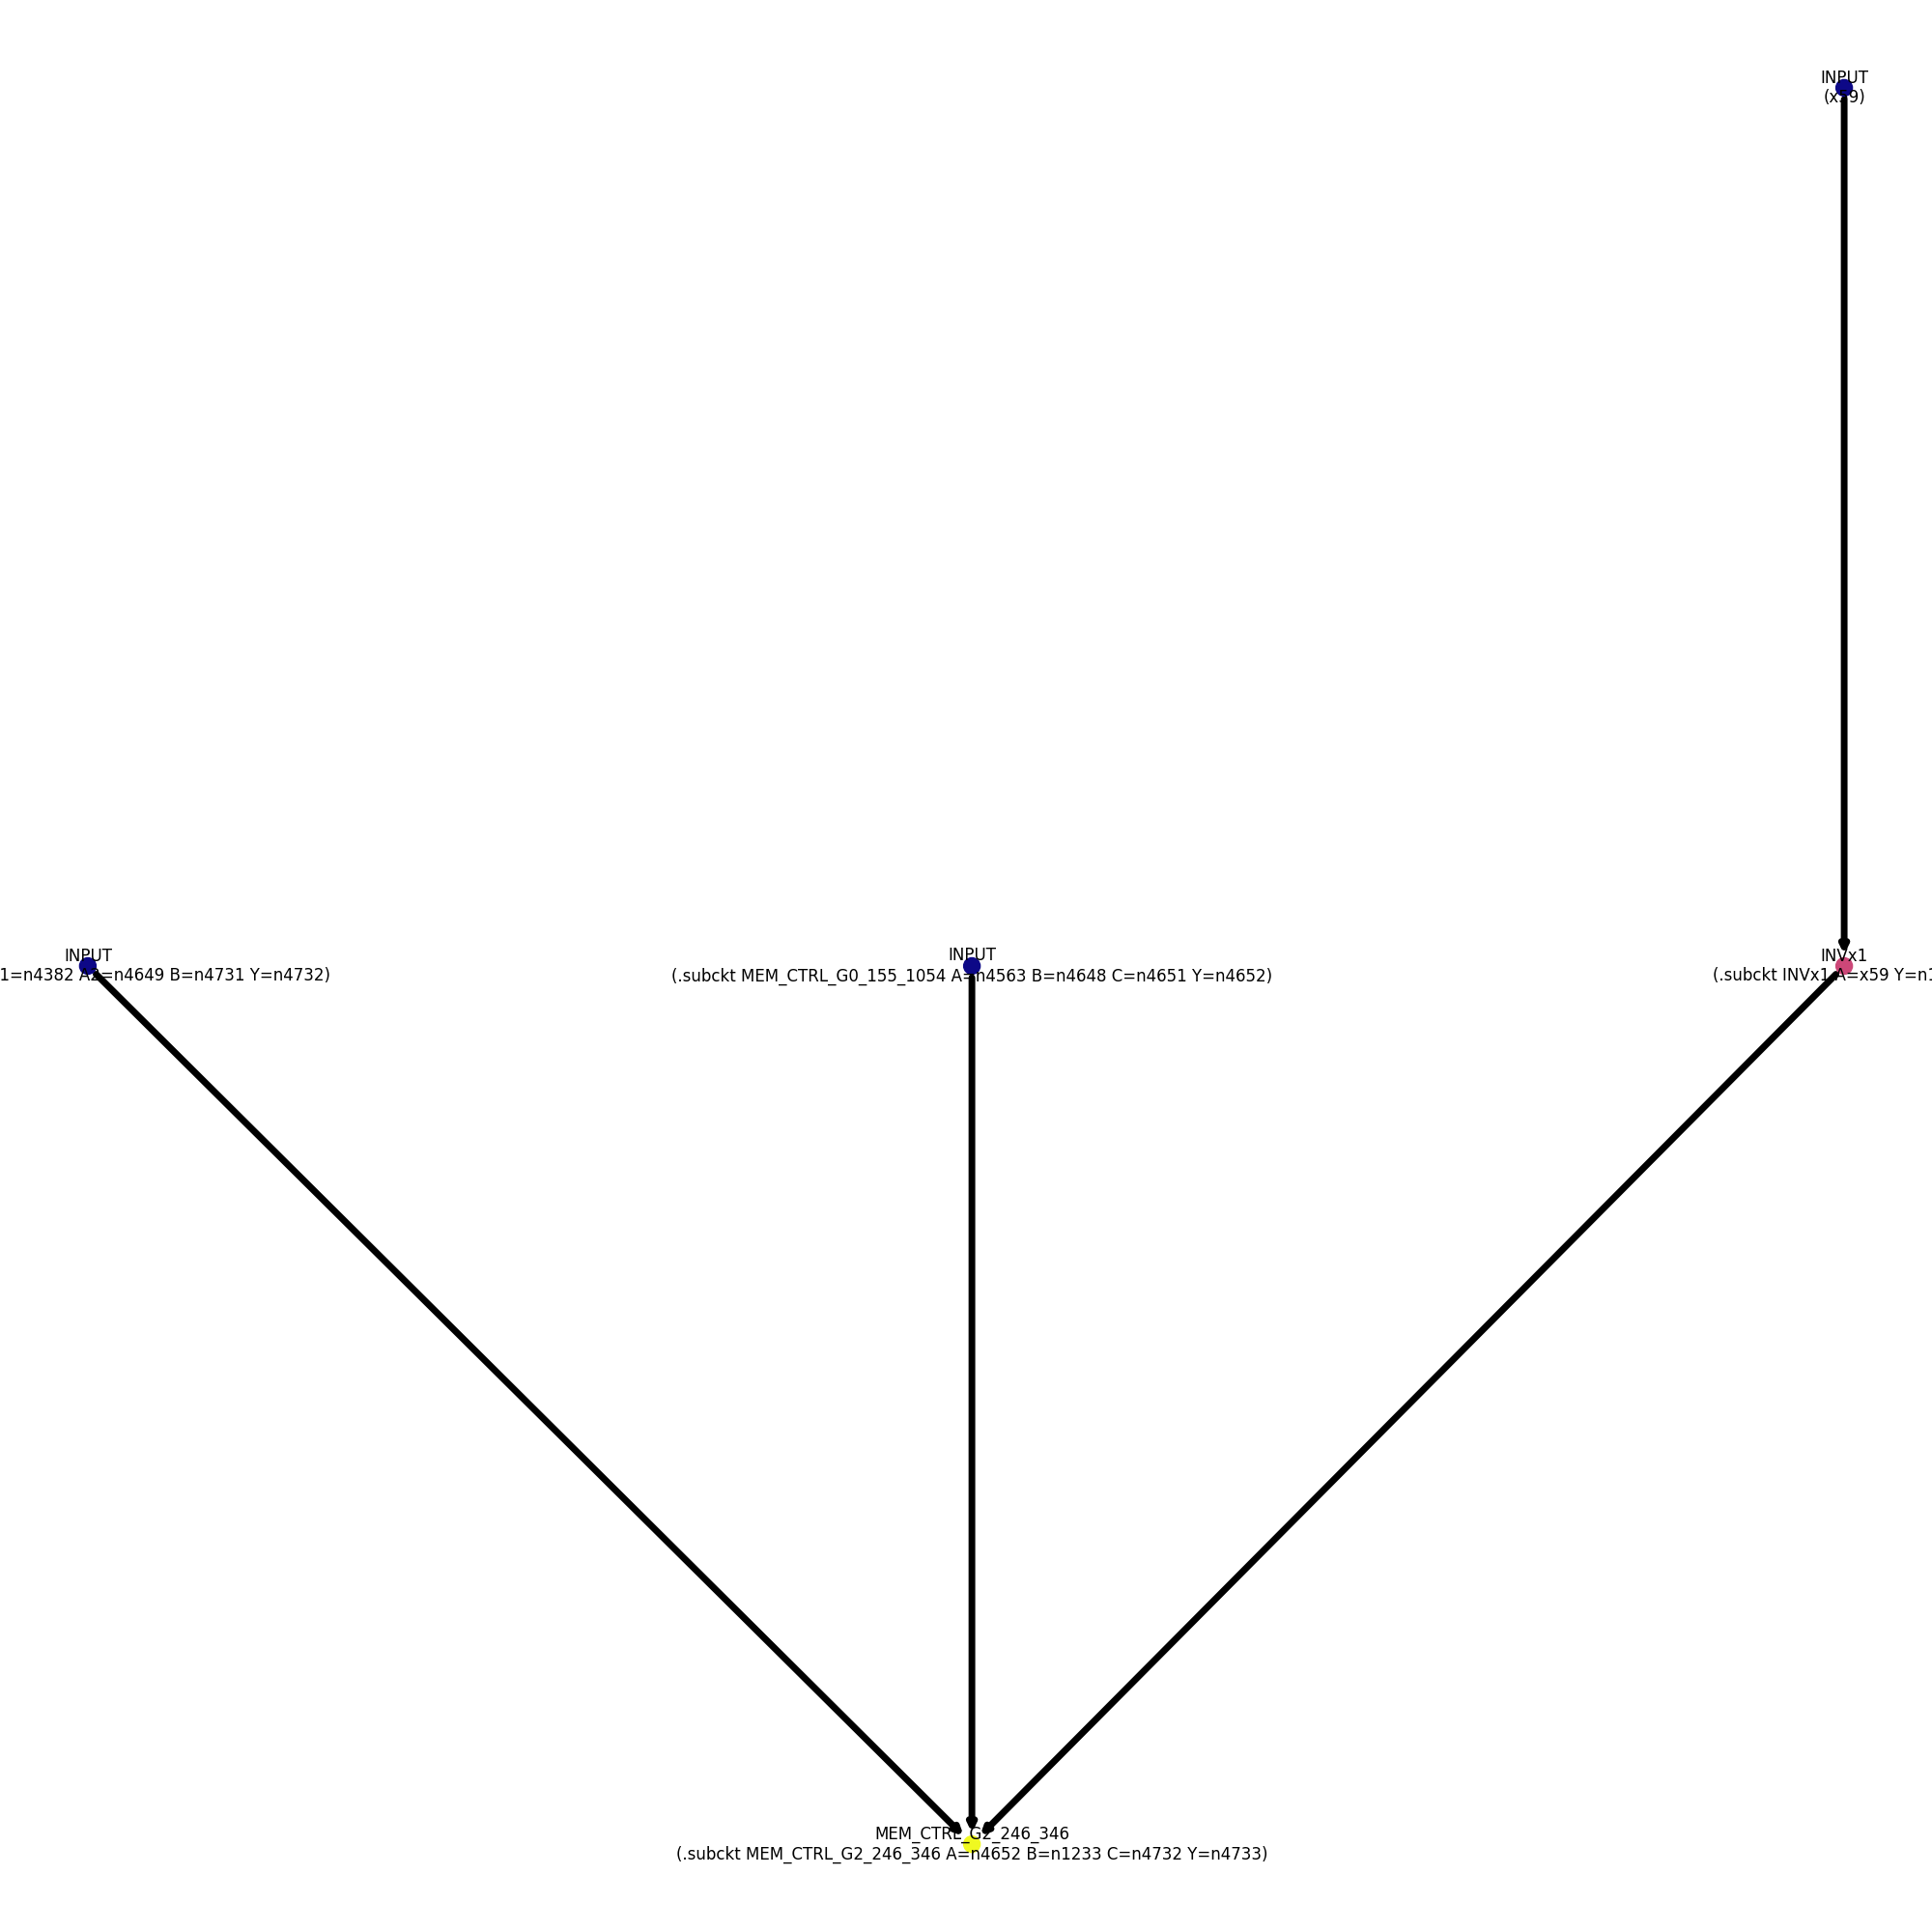 INPUT
(x59)
INPUT
1=n4382 A2=n4649 B=n4731 Y=n4732)
INPUT
(.subckt MEM_CTRL_G0_155_1054 A=n4563 B=n4648 C=n4651 Y=n4652)
INVx1
(.subckt INVx1 A=x59 Y=n1
MEM_CTRL_G2_246_346
(.subckt MEM_CTRL_G2_246_346 A=n4652 B=n1233 C=n4732 Y=n4733)